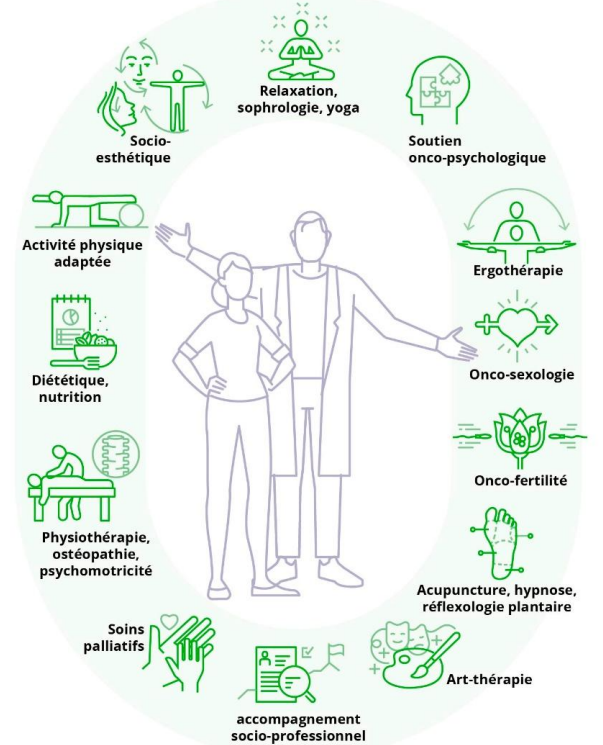 Relaxation,
sophrologie, yoga
Socio-
esthétique
Soutien
onco-psychologique
Activité physique
adaptée
Ergothérapie
Diététique,
nutrition
Onco-sexologie
Onco-fertilité
Physiothérapie,
ostéopathie,
psychomotricité
Acupuncture, hypnose,
réflexologie plantaire
Soins
palliatifs
Art-thérapie
accompagnement
socio-professionnel